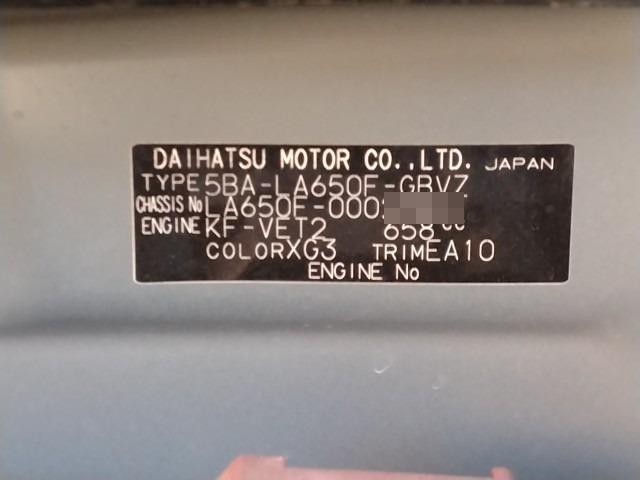 DAIHATSU MOTOR CO.,LTD. JAPAN
TYPE 5BA-LA650F-GBVZ
CHASSIS No LA650F-000
ENGINE KF-VET2 658 cc
COLOR XG3 TRIM EA10
ENGINE No